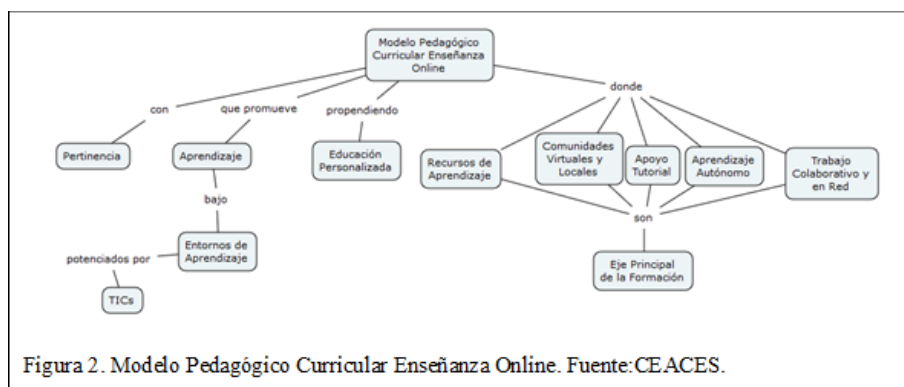 Modelo Pedagógico
Curricular Enseñanza
Online
con
que promueve
propendiendo
donde
Pertinencia
Aprendizaje
Educación
Personalizada
Recursos de
Aprendizaje
Comunidades
Virtuales y
Locales
Apoyo
Tutorial
Aprendizaje
Autónomo
Trabajo
Colaborativo y
en Red
bajo
son
Entornos de
Aprendizaje
potenciados por
TICs
Eje Principal
de la Formación
Figura 2. Modelo Pedagógico Curricular Enseñanza Online. Fuente:CEACES.